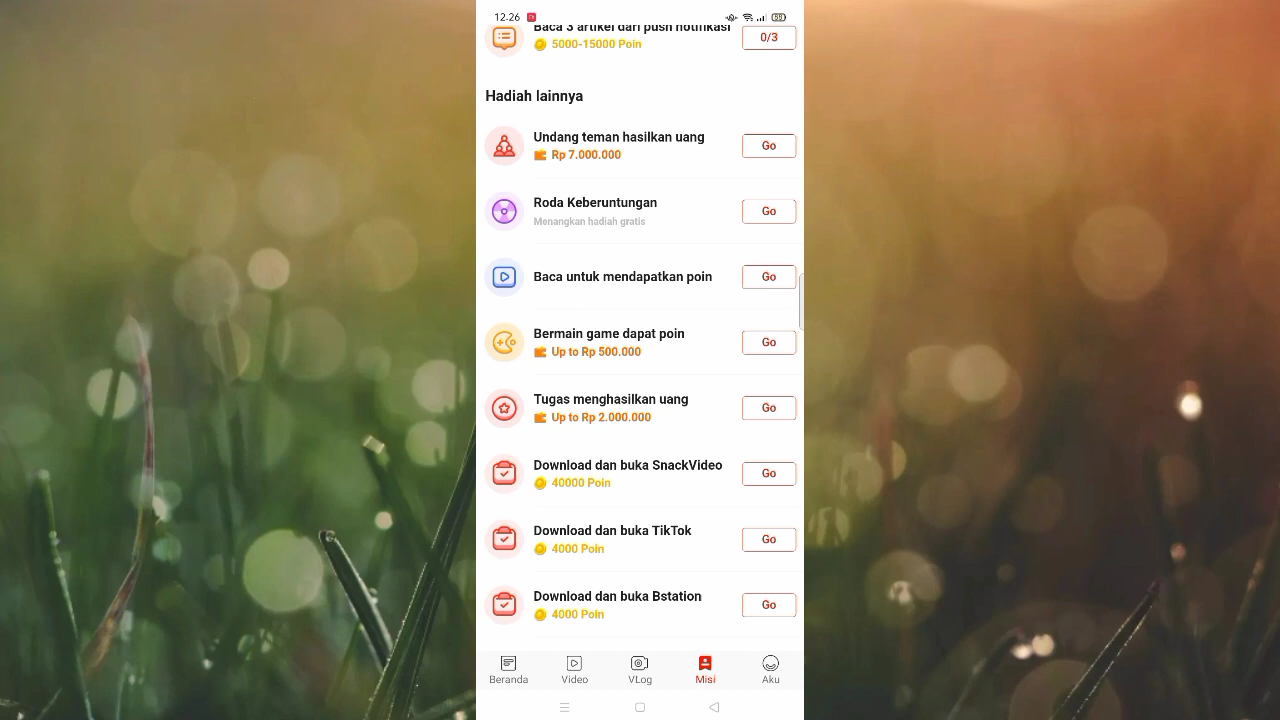 12.26
Baca 3 artikel dari push notifikasi
5000-15000 Poin
0/3
Hadiah lainnya
Undang teman hasilkan uang
Rp 7.000.000
Go
Roda Keberuntungan
Menangkan hadiah gratis
Go
Baca untuk mendapatkan poin
Go
Bermain game dapat poin
Up to Rp 500.000
Go
Tugas menghasilkan uang
Up to Rp 2.000.000
Go
Download dan buka SnackVideo
40000 Poin
Go
Download dan buka TikTok
4000 Poin
Go
Download dan buka Bstation
4000 Poin
Go
Beranda Video VLog Misi Aku